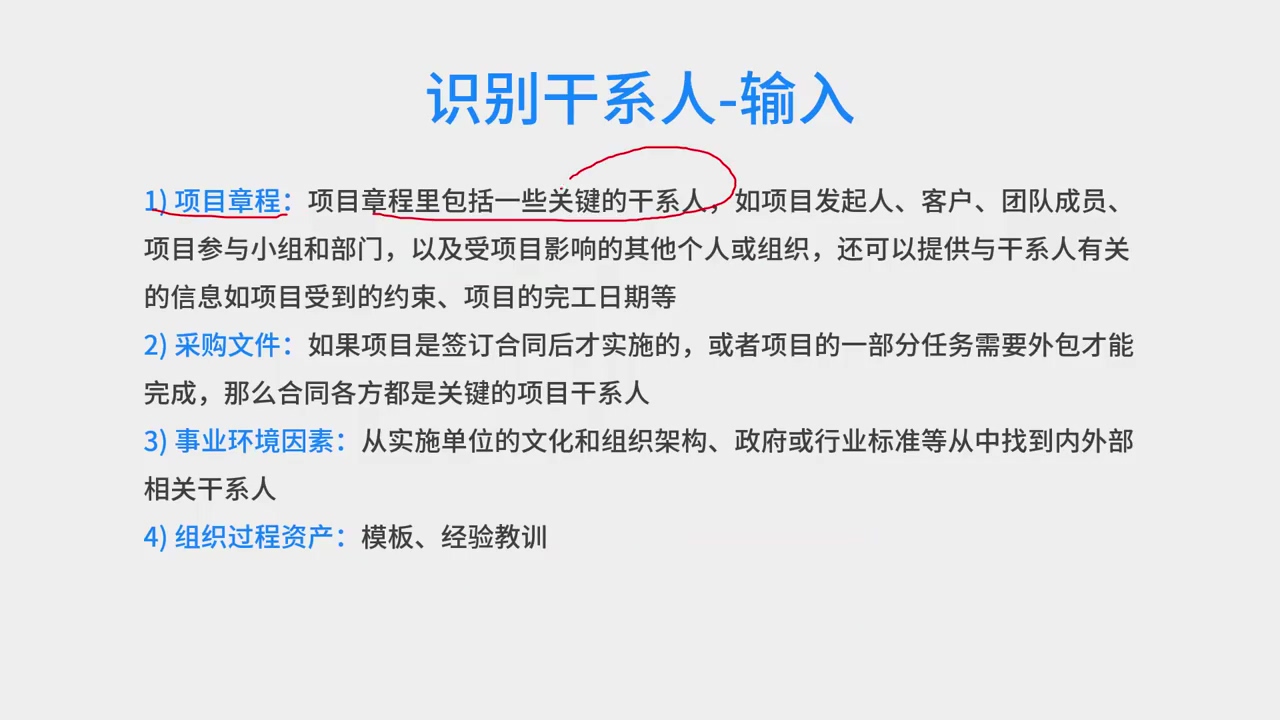 识别干系人-输入
1) 项目章程：项目章程里包括一些关键的干系人，如项目发起人、客户、团队成员、
项目参与小组和部门，以及受项目影响的其他个人或组织，还可以提供与干系人有关
的信息如项目受到的约束、项目的完工日期等
2) 采购文件：如果项目是签订合同后才实施的，或者项目的一部分任务需要外包才能
完成，那么合同各方都是关键的项目干系人
3) 事业环境因素：从实施单位的文化和组织架构、政府或行业标准等从中找到内外部
相关干系人
4) 组织过程资产：模板、经验教训